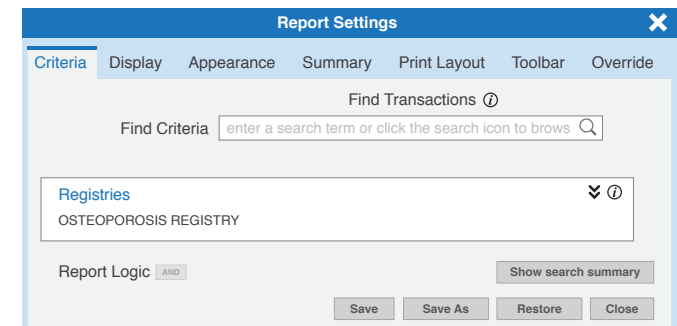 Report Settings
Criteria Display Appearance Summary Print Layout Toolbar Override
Find Transactions i
Find Criteria enter a search term or click the search icon to brows
Registries i
OSTEOPOROSIS REGISTRY
Report Logic AND Show search summary
Save Save As Restore Close